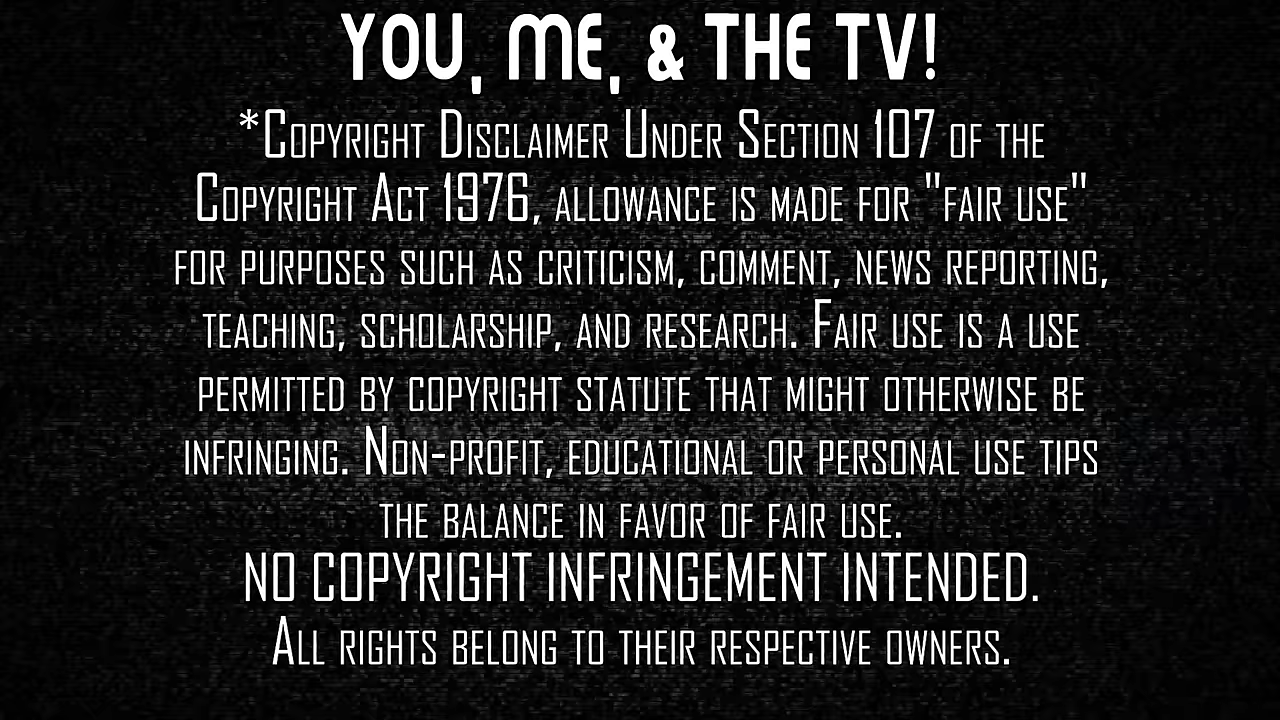 YOU, ME, & THE TV!
*Copyright Disclaimer Under Section 107 of the
Copyright Act 1976, allowance is made for "fair use"
for purposes such as criticism, comment, news reporting,
teaching, scholarship, and research. Fair use is a use
permitted by copyright statute that might otherwise be
infringing. Non-profit, educational or personal use tips
the balance in favor of fair use.
NO COPYRIGHT INFRINGEMENT INTENDED.
All rights belong to their respective owners.